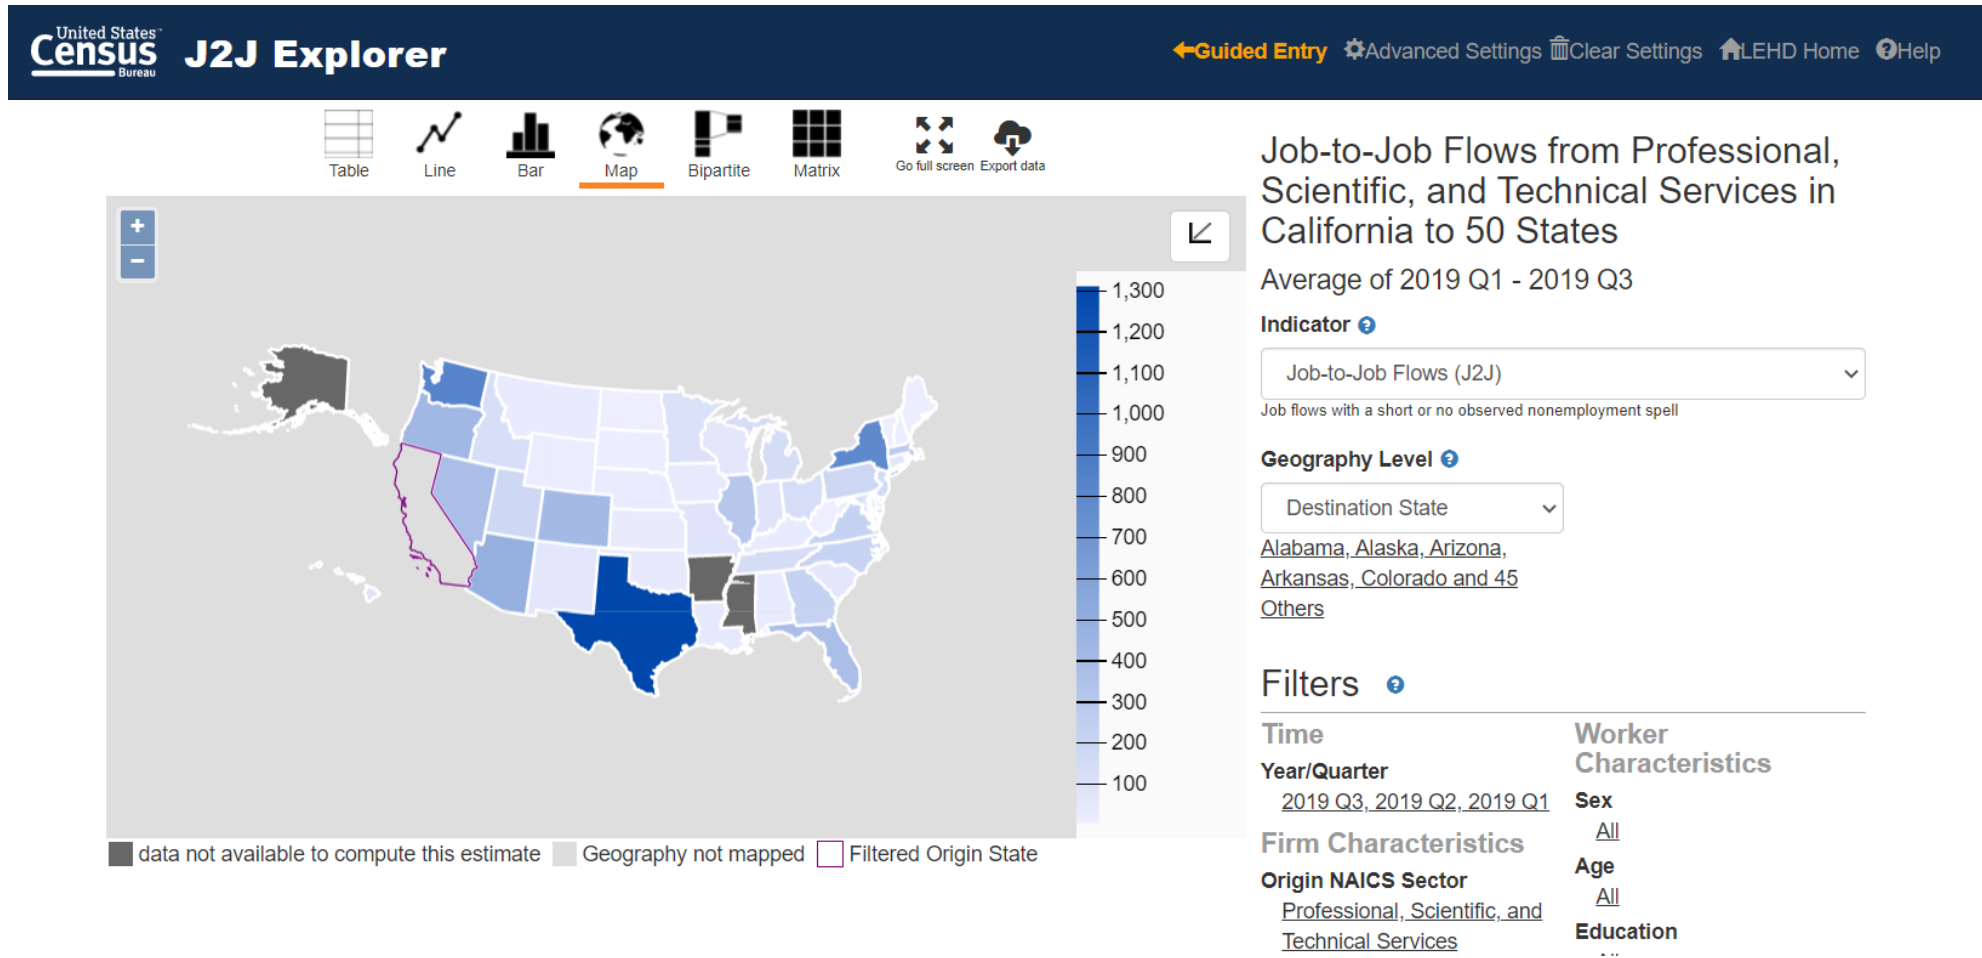 United States™
Census
Bureau
J2J Explorer
Guided Entry
Advanced Settings
Clear Settings
LEHD Home
Help
Table
Line
Bar
Map
Bipartite
Matrix
Go full screen
Export data
+
−
1,300
1,200
1,100
1,000
900
800
700
600
500
400
300
200
100
data not available to compute this estimate
Geography not mapped
Filtered Origin State
Job-to-Job Flows from Professional,
Scientific, and Technical Services in
California to 50 States
Average of 2019 Q1 - 2019 Q3
Indicator
Job-to-Job Flows (J2J)
Job flows with a short or no observed nonemployment spell
Geography Level
Destination State
Alabama, Alaska, Arizona,
Arkansas, Colorado and 45
Others
Filters
Time
Year/Quarter
2019 Q3, 2019 Q2, 2019 Q1
Firm Characteristics
Origin NAICS Sector
Professional, Scientific, and
Technical Services
Worker
Characteristics
Sex
All
Age
All
Education